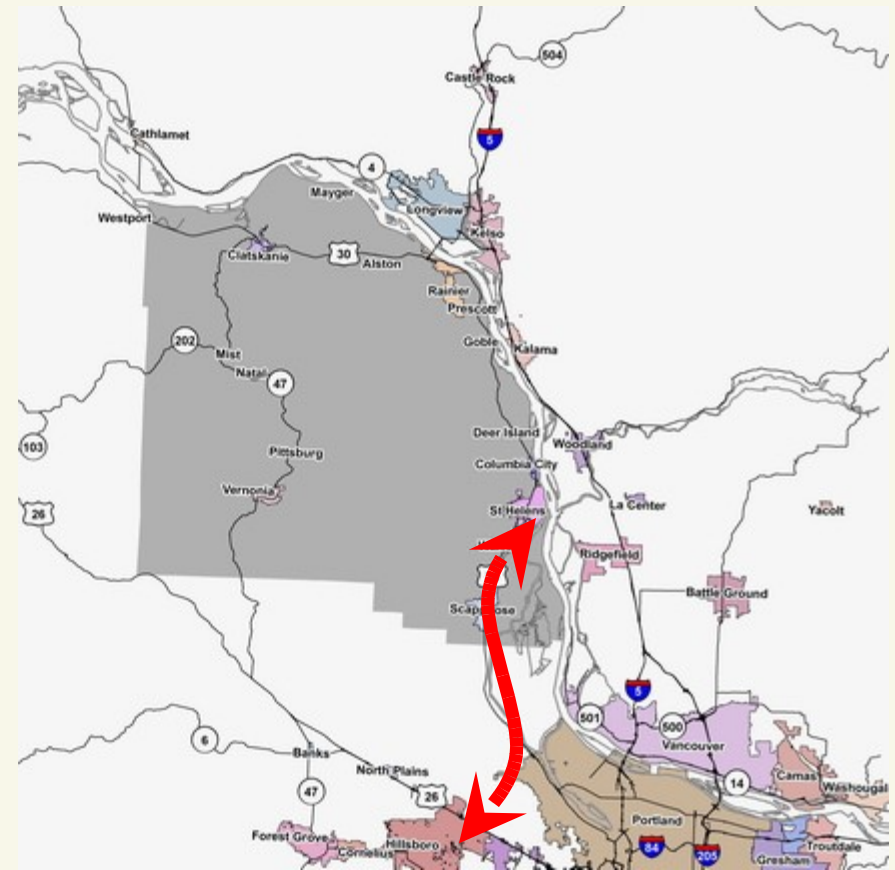 504
Castle Rock
5
Cathlamet
4
Mayger
Longview
Westport
Kelso
Clatskanie
30
Alston
Rainier
Prescott
202
Goble
Kalama
Mist
Natal
47
103
Deer Island
Pittsburg
Woodland
Columbia City
Vernonia
26
St Helens
La Center
Yacolt
Ridgefield
Battle Ground
5
501
500
6
Vancouver
Banks
North Plains
14
Camas
47
26
Washougal
Portland
Forest Grove
Hillsboro
Cornelius
84
205
Troutdale
Gresham